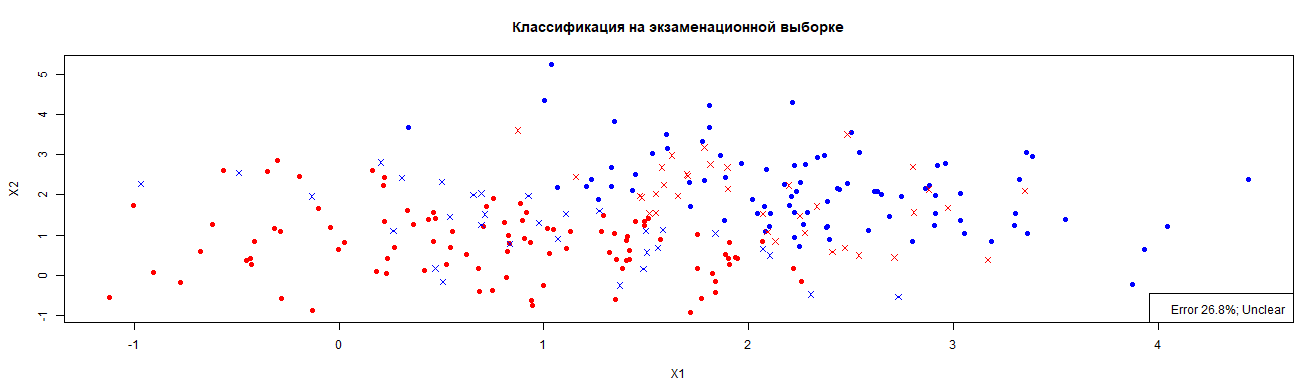 Классификация на экзаменационной выборке
X2
5
4
3
2
1
0
-1
Error 26.8%; Unclear
-1 0 1 2 3 4
X1